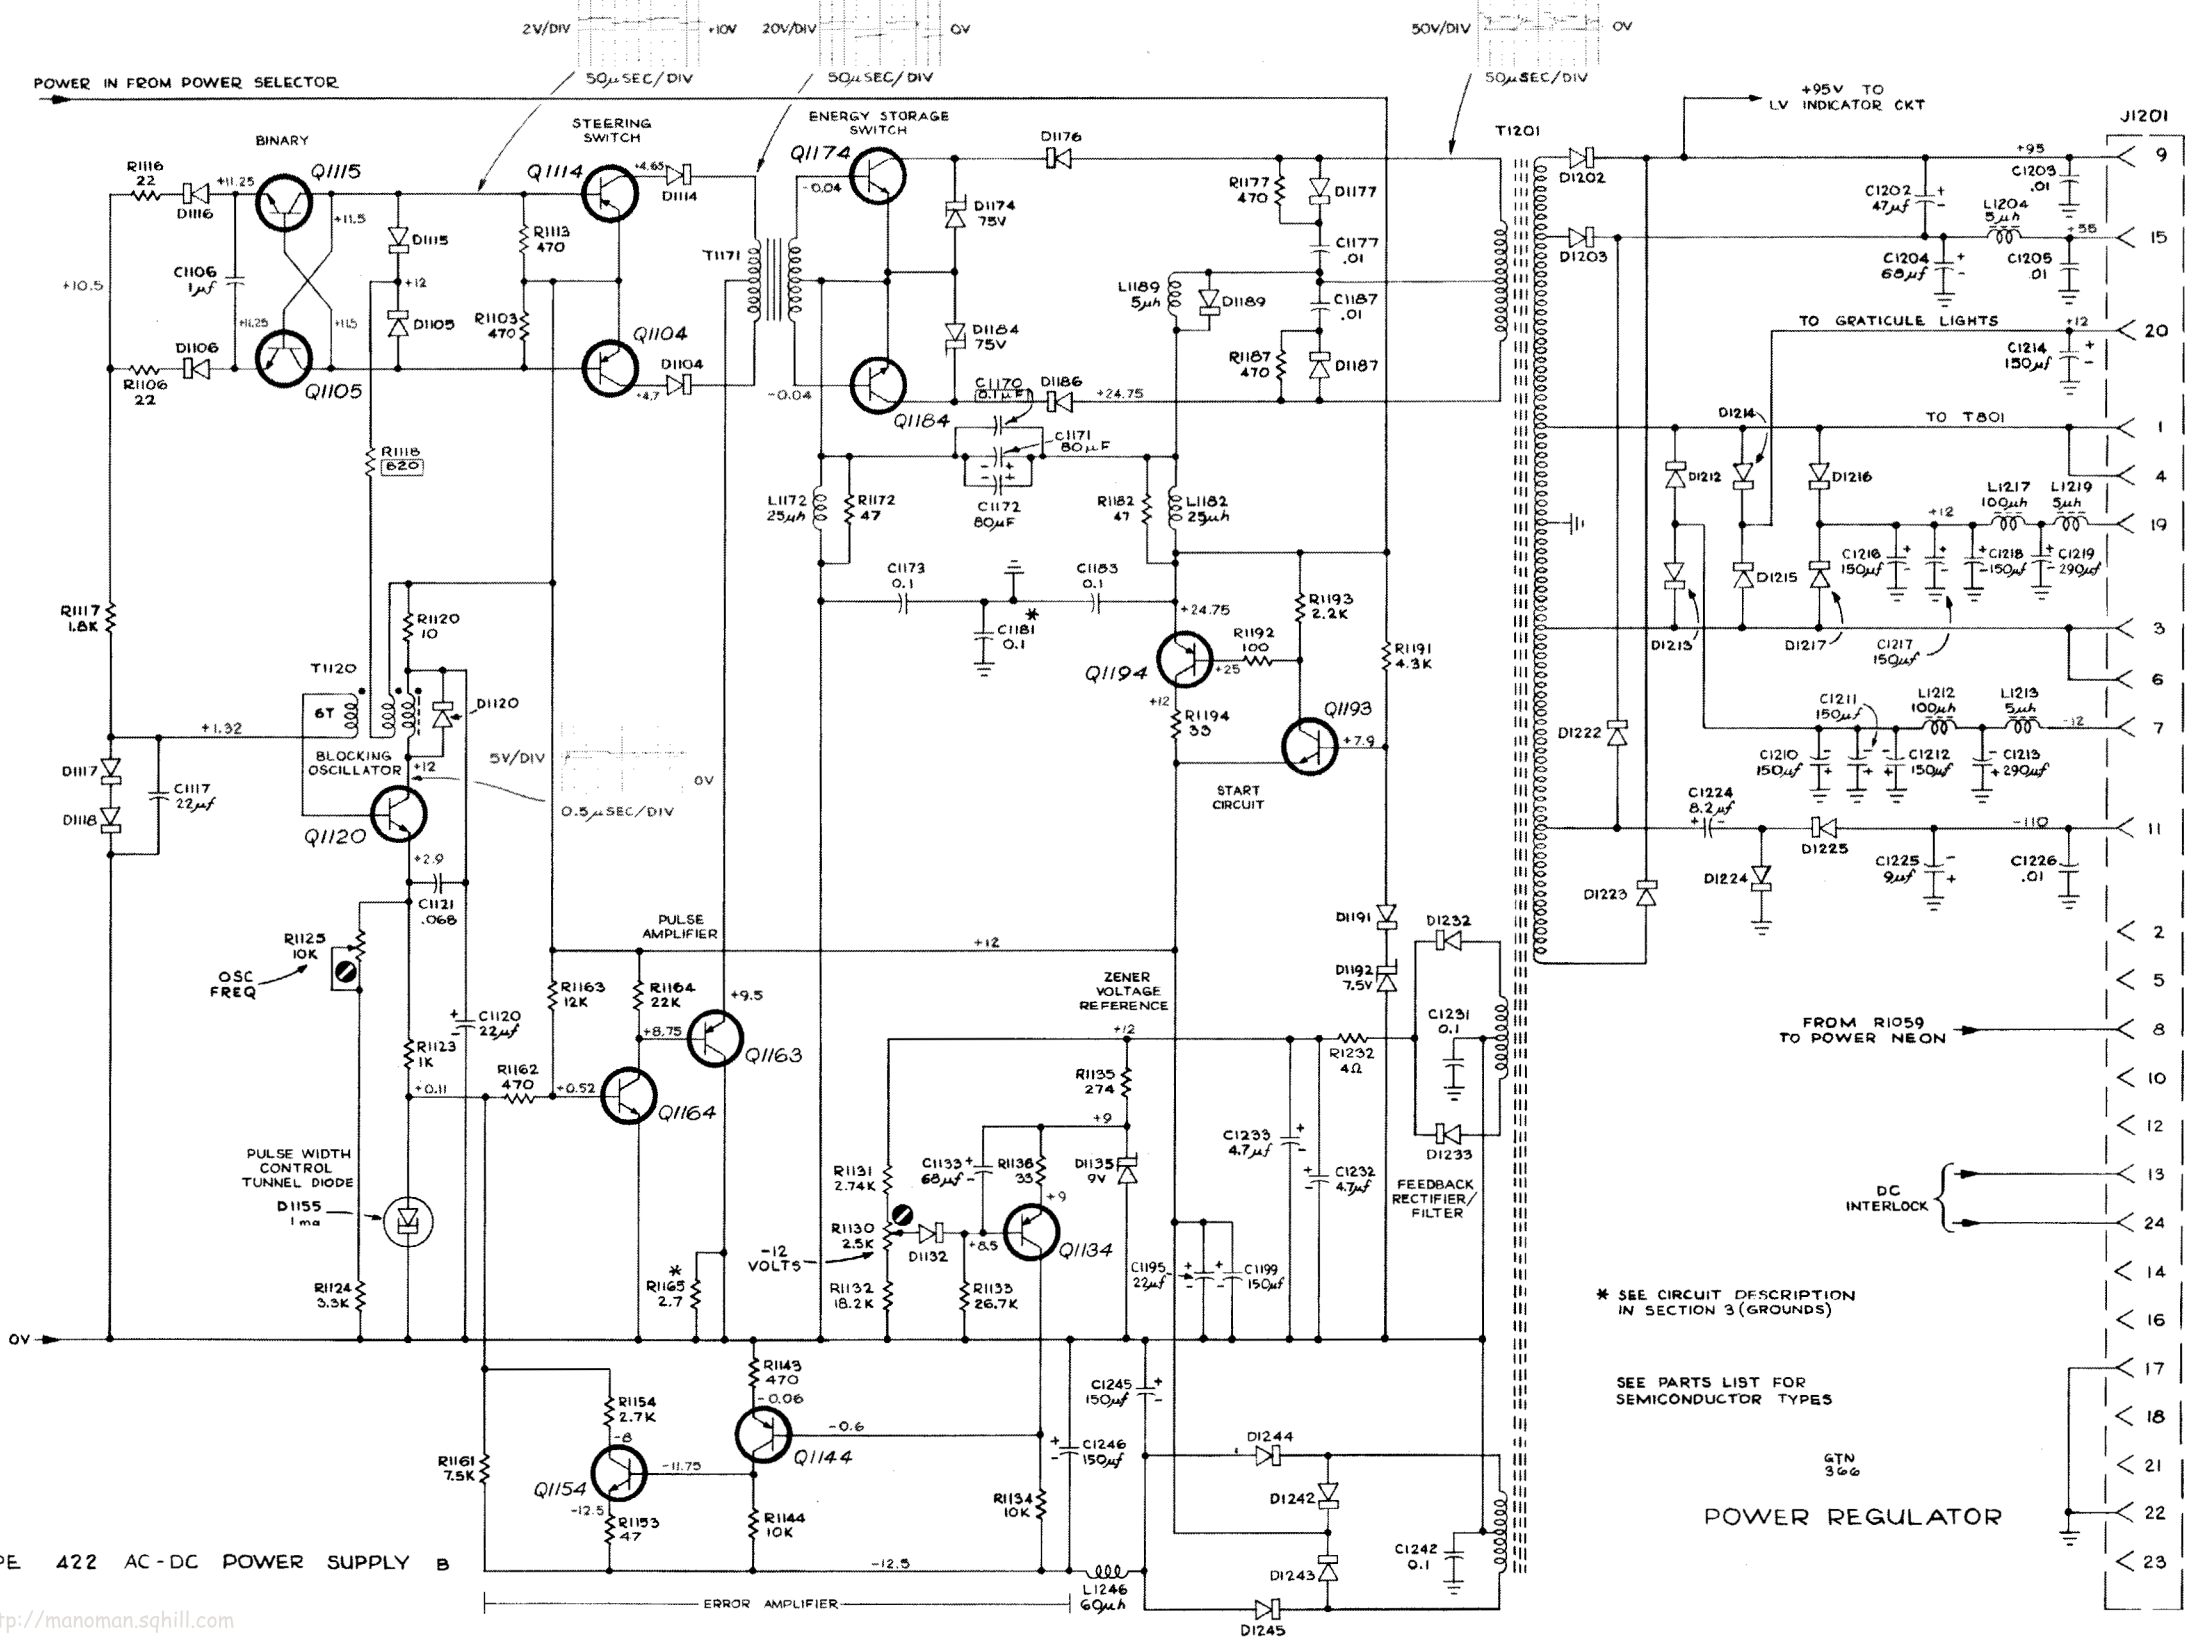 2V/DIV
+10V
20V/DIV
0V
50V/DIV
0V
50μSEC/DIV
50μSEC/DIV
50μSEC/DIV
POWER IN FROM POWER SELECTOR
+95V TO
LV INDICATOR CKT
J1201
BINARY
STEERING
SWITCH
ENERGY STORAGE
SWITCH
T1201
R1116
22
D1116
+11.25
Q1115
+11.5
Q1114
+4.65
D1114
Q1174
-0.04
D1176
D1174
75V
R1177
470
D1177
C1177
.01
D1202
+95
C1203
.01
9
C1202
47μf
L1204
5μh
+55
15
D1203
C1204
68μf
C1205
.01
D1115
R1113
470
T1171
C1106
1μf
+10.5
+12
L1189
5μh
D1189
C1187
.01
D1105
R1103
470
Q1104
D1184
75V
+11.25
+11.5
TO GRATICULE LIGHTS
+12
20
C1214
150μf
D1106
R1106
22
Q1105
D1104
+4.7
-0.04
Q1184
C1170
0.1μF
D1186
+24.75
R1187
470
D1187
C1171
80μF
D1214
TO T801
1
R1118
820
L1172
25μh
R1172
47
C1172
80μF
R1182
47
L1182
25μh
D1212
D1216
4
L1217
100μh
L1219
5μh
+12
19
C1216
150μf
C1218
150μf
C1219
290μf
D1215
C1173
0.1
C1183
0.1
*
C1181
0.1
+24.75
R1193
2.2K
R1192
100
+25
Q1194
R1191
4.3K
D1213
D1217
C1217
150μf
3
6
R1117
1.8K
R1120
10
T1120
6T
D1120
+1.32
BLOCKING
OSCILLATOR
+12
5V/DIV
0V
0.5μSEC/DIV
+12
R1194
33
Q1193
+7.9
START
CIRCUIT
D1222
C1211
150μf
L1212
100μh
L1213
5μh
-12
7
C1210
150μf
C1212
150μf
C1213
290μf
D1117
C1117
22μf
D1118
Q1120
+2.9
C1121
.068
C1224
8.2μf
D1225
-110
11
D1224
C1225
9μf
C1226
.01
D1223
R1125
10K
OSC
FREQ
PULSE
AMPLIFIER
+12
D1191
D1232
2
D1192
7.5V
5
R1163
12K
R1164
22K
+9.5
ZENER
VOLTAGE
REFERENCE
C1120
22μf
+8.75
Q1163
+12
C1231
0.1
FROM R1059
TO POWER NEON
8
R1123
1K
R1162
470
+0.11
+0.52
Q1164
R1135
274
R1232
4Ω
10
+9
C1233
4.7μf
D1233
12
PULSE WIDTH
CONTROL
TUNNEL DIODE
D1155
1 ma
R1131
2.74K
C1133
68μf
R1136
33
D1135
9V
C1232
4.7μf
FEEDBACK
RECTIFIER/
FILTER
13
DC
INTERLOCK
24
R1130
2.5K
D1132
+8.5
+9
Q1134
-12
VOLTS
R1124
3.3K
*
R1165
2.7
R1132
18.2K
R1133
26.7K
C1195
22μf
C1199
150μf
14
* SEE CIRCUIT DESCRIPTION
IN SECTION 3 (GROUNDS)
16
0V
R1143
470
-0.06
C1245
150μf
17
SEE PARTS LIST FOR
SEMICONDUCTOR TYPES
R1154
2.7K
-8
-0.6
Q1144
18
C1246
150μf
D1244
R1161
7.5K
Q1154
-11.75
GTN
366
21
-12.5
R1153
47
R1144
10K
R1134
10K
D1242
POWER REGULATOR
22
C1242
0.1
PE 422 AC-DC POWER SUPPLY B
-12.5
L1246
60μh
D1243
23
ERROR AMPLIFIER
D1245
tp://manoman.sqhill.com